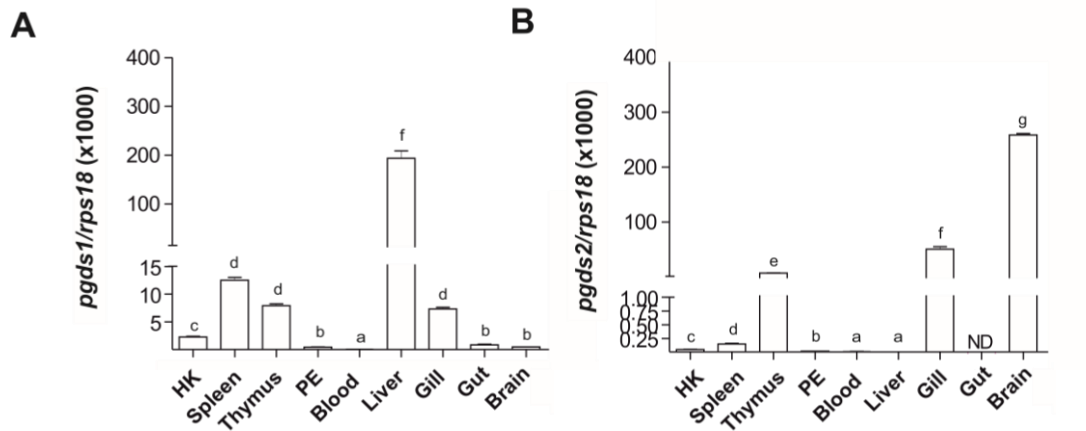 A
pgds1/rps18 (x1000)
400
300
200
100
15
10
5
c
d
d
b
a
f
d
b
b
HK
Spleen
Thymus
PE
Blood
Liver
Gill
Gut
Brain
B
pgds2/rps18 (x1000)
400
300
200
100
1.00
0.75
0.50
0.25
c
d
e
b
a
a
f
ND
g
HK
Spleen
Thymus
PE
Blood
Liver
Gill
Gut
Brain